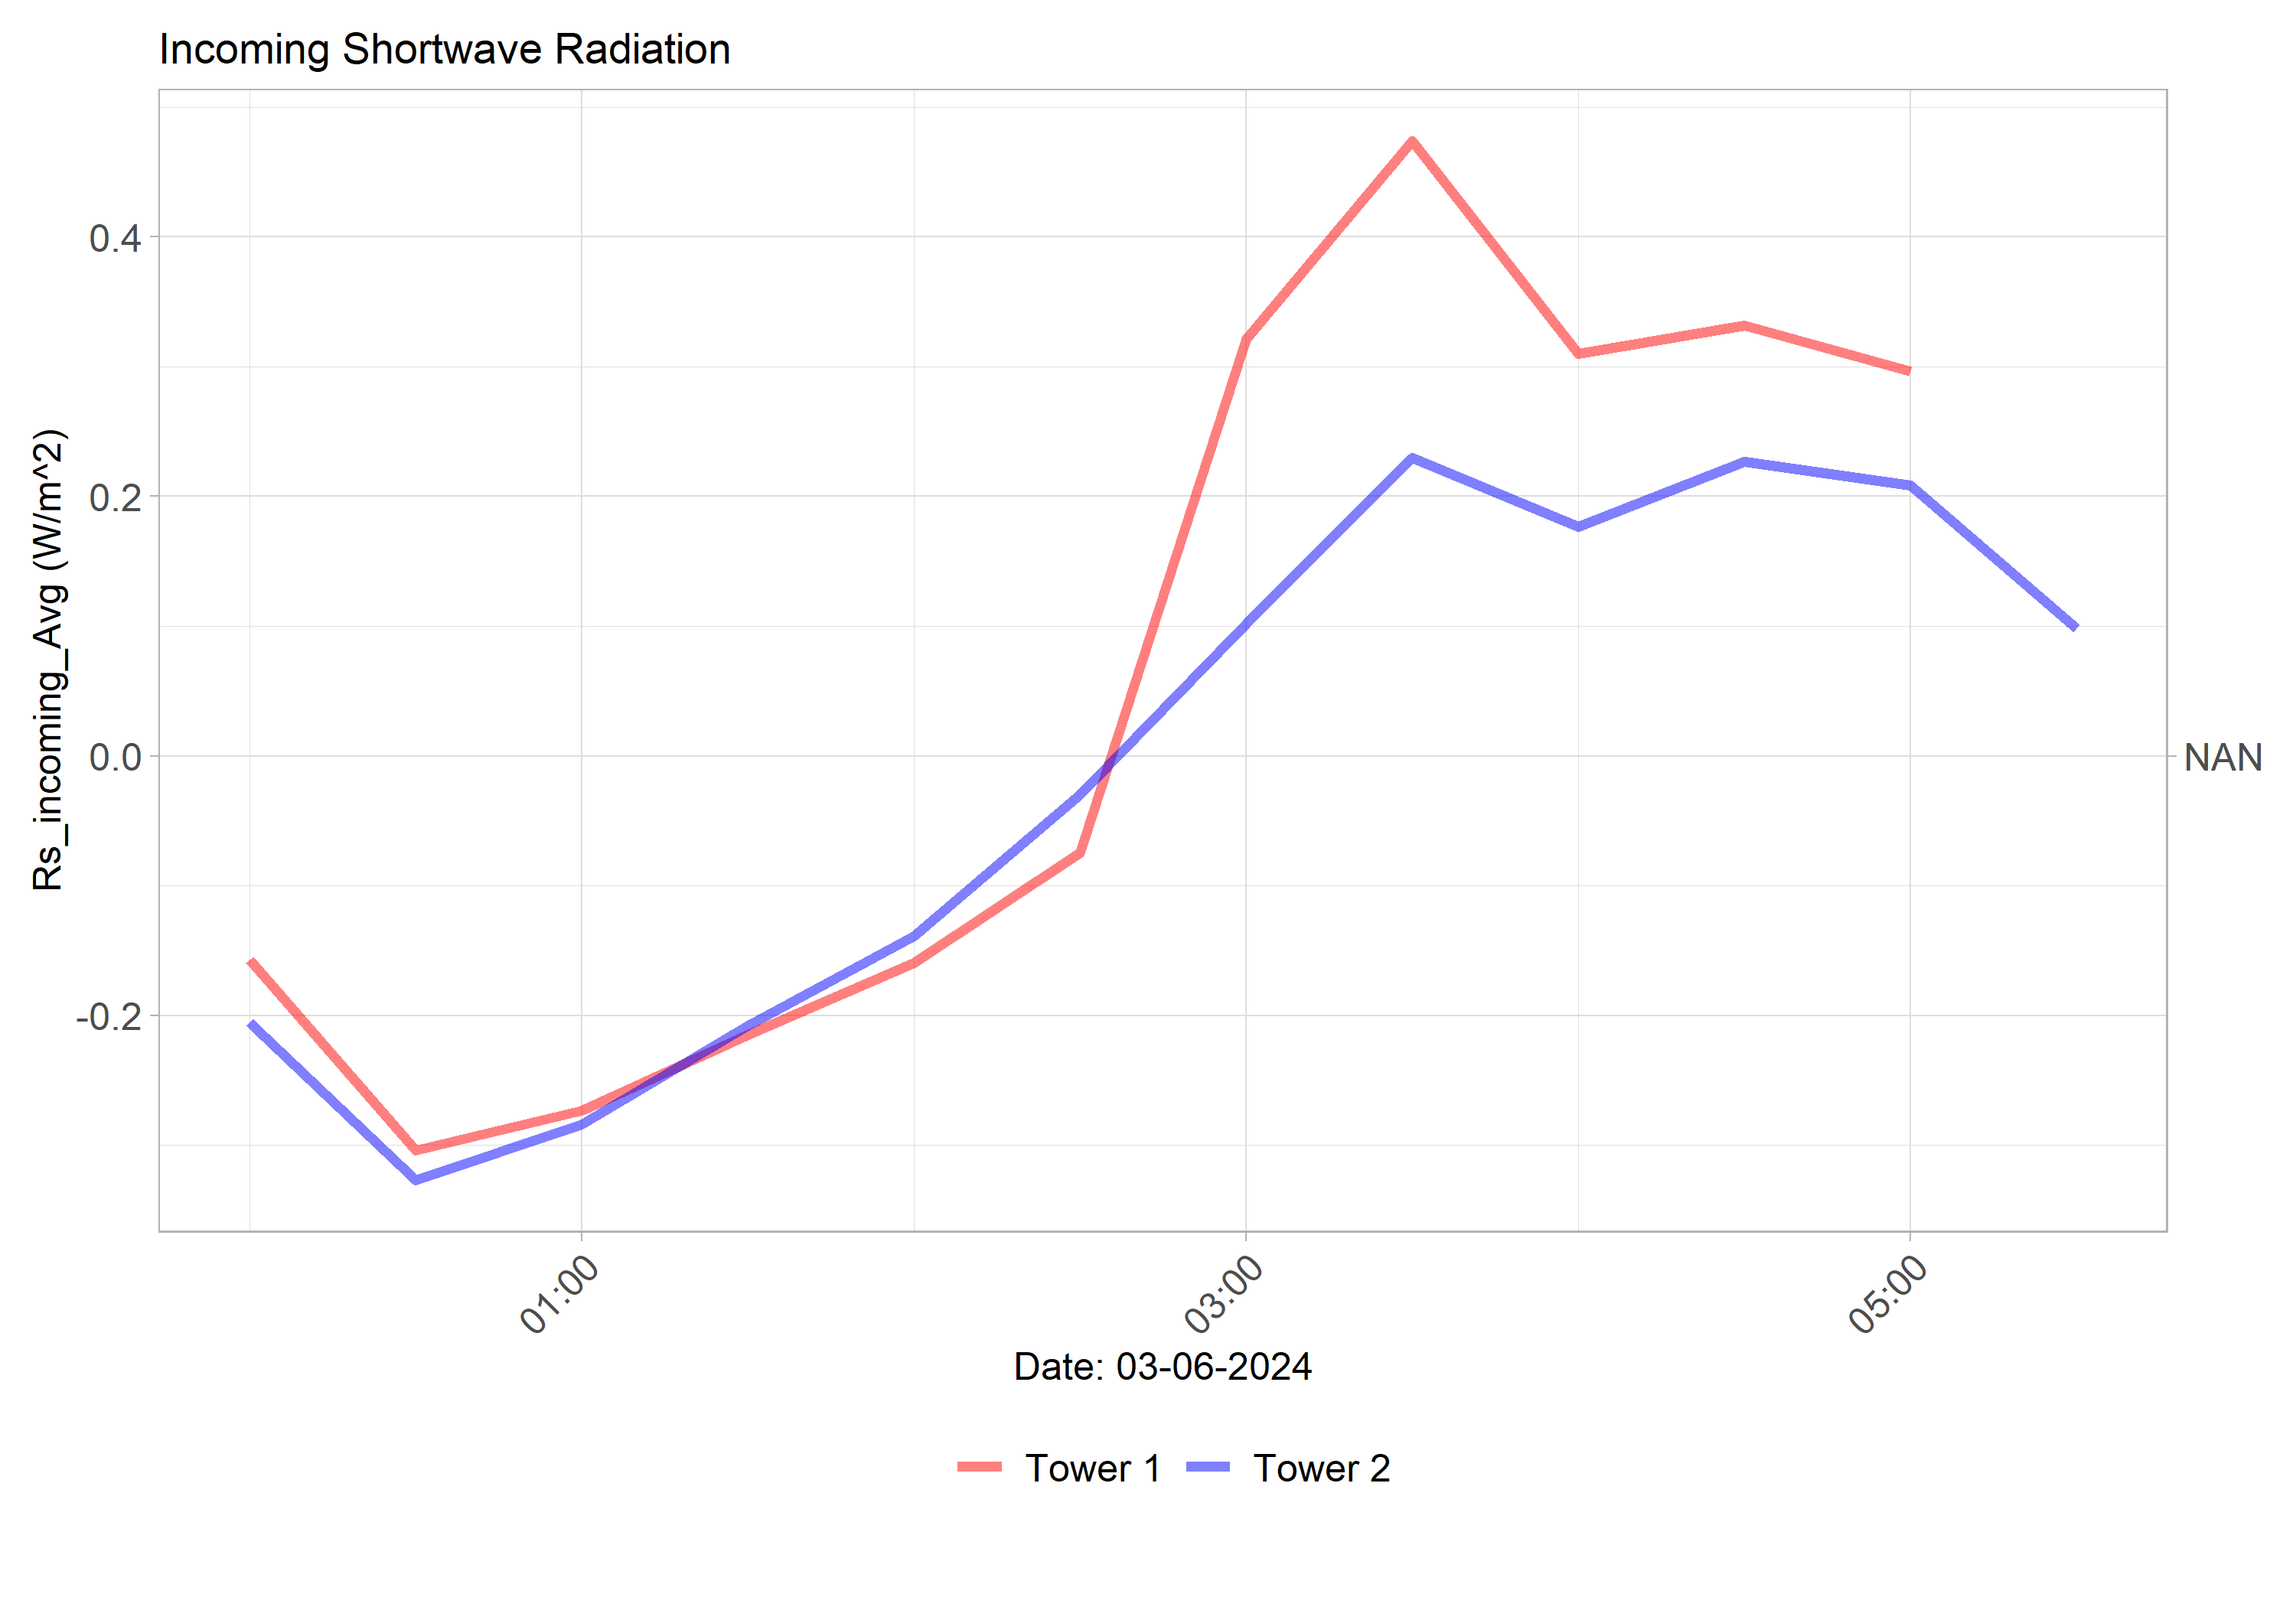 Incoming Shortwave Radiation
Rs_incoming_Avg (W/m^2)
0.4
0.2
0.0
-0.2
NAN
01:00
03:00
05:00
Date: 03-06-2024
Tower 1
Tower 2